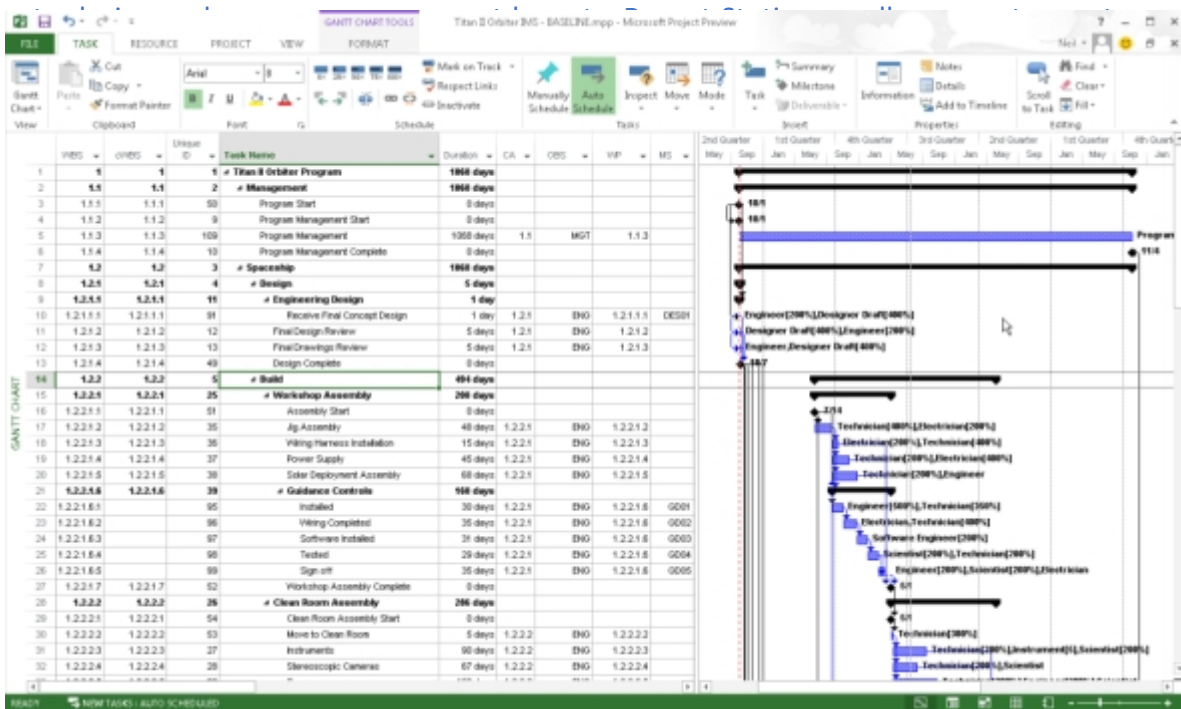 GANTT CHART TOOLS Titan II Orbiter IMS - BASELINE.mpp - Microsoft Project Preview
FILE TASK RESOURCE PROJECT VIEW FORMAT Neil
Gantt Chart Paste Cut Copy Format Painter Arial 8 Mark on Track Respect Links Inactivate Manually Schedule Auto Schedule Inspect Move Mode Task Summary Milestone Deliverable Information Notes Details Add to Timeline Scroll to Task Find Clear Fill
View Clipboard Font Schedule Tasks Insert Properties Editing
2nd Quarter 1st Quarter 4th Quarter 3rd Quarter 2nd Quarter 1st Quarter
WBS Unique ID Task Name Duration CA OBS WP MS May Sep Jan May Sep Jan May Sep Jan May Sep Jan May Sep Jan
1 1 1 1 Titan II Orbiter Program 1060 days
2 1.1 1.1 2 Management 1060 days
3 1.1.1 1.1.1 50 Program Start 0 days 10/1
4 1.1.2 1.1.2 9 Program Management Start 0 days 10/1
5 1.1.3 1.1.3 109 Program Management 1060 days 1.1 MGT 1.1.3 Program
6 1.1.4 1.1.4 10 Program Management Complete 0 days 11/4
7 1.2 1.2 3 Spaceship 1060 days
8 1.2.1 1.2.1 4 Design 5 days
9 1.2.1.1 1.2.1.1 11 Engineering Design 1 day
10 1.2.1.1.1 1.2.1.1.1 91 Receive Final Concept Design 1 day 1.2.1 ENG 1.2.1.1.1 DES01 Engineer[200%],Designer Draft[400%]
11 1.2.1.2 1.2.1.2 12 Final Design Review 5 days 1.2.1 ENG 1.2.1.2 Designer Draft[400%],Engineer[200%]
12 1.2.1.3 1.2.1.3 13 Final Drawings Review 5 days 1.2.1 ENG 1.2.1.3 Engineer,Designer Draft[400%]
13 1.2.1.4 1.2.1.4 49 Design Complete 0 days 10/7
14 1.2.2 1.2.2 5 Build 494 days
15 1.2.2.1 1.2.2.1 25 Workshop Assembly 200 days
16 1.2.2.1.1 1.2.2.1.1 51 Assembly Start 0 days 2/14
17 1.2.2.1.2 1.2.2.1.2 35 Jig Assembly 40 days 1.2.2.1 ENG 1.2.2.1.2 Technician[400%],Electrician[200%]
18 1.2.2.1.3 1.2.2.1.3 36 Wiring Harness Installation 15 days 1.2.2.1 ENG 1.2.2.1.3 Electrician[200%],Technician[400%]
19 1.2.2.1.4 1.2.2.1.4 37 Power Supply 45 days 1.2.2.1 ENG 1.2.2.1.4 Technician[200%],Electrician[400%]
20 1.2.2.1.5 1.2.2.1.5 38 Solar Deployment Assembly 60 days 1.2.2.1 ENG 1.2.2.1.5 Technician[200%],Engineer
21 1.2.2.1.6 1.2.2.1.6 39 Guidance Controls 160 days
22 1.2.2.1.6.1 95 Installed 30 days 1.2.2.1 ENG 1.2.2.1.6 GD01 Engineer[500%],Technician[350%]
23 1.2.2.1.6.2 96 Wiring Completed 35 days 1.2.2.1 ENG 1.2.2.1.6 GD02 Electrician,Technician[400%]
24 1.2.2.1.6.3 97 Software Installed 31 days 1.2.2.1 ENG 1.2.2.1.6 GD03 Software Engineer[200%]
25 1.2.2.1.6.4 98 Tested 29 days 1.2.2.1 ENG 1.2.2.1.6 GD04 Scientist[200%],Technician[200%]
26 1.2.2.1.6.5 99 Sign off 35 days 1.2.2.1 ENG 1.2.2.1.6 GD05 Engineer[200%],Scientist[200%],Electrician
27 1.2.2.1.7 1.2.2.1.7 52 Workshop Assembly Complete 0 days
28 1.2.2.2 1.2.2.2 26 Clean Room Assembly 206 days
29 1.2.2.2.1 1.2.2.2.1 54 Clean Room Assembly Start 0 days
30 1.2.2.2.2 1.2.2.2.2 53 Move to Clean Room 5 days 1.2.2.2 ENG 1.2.2.2.2 Technician[300%]
31 1.2.2.2.3 1.2.2.2.3 27 Instruments 90 days 1.2.2.2 ENG 1.2.2.2.3
32 1.2.2.2.4 1.2.2.2.4 28 Stereoscopic Cameras 67 days 1.2.2.2 ENG 1.2.2.2.4 Technician[200%],Scientist
GANTT CHART
READY NEW TASKS : AUTO SCHEDULED